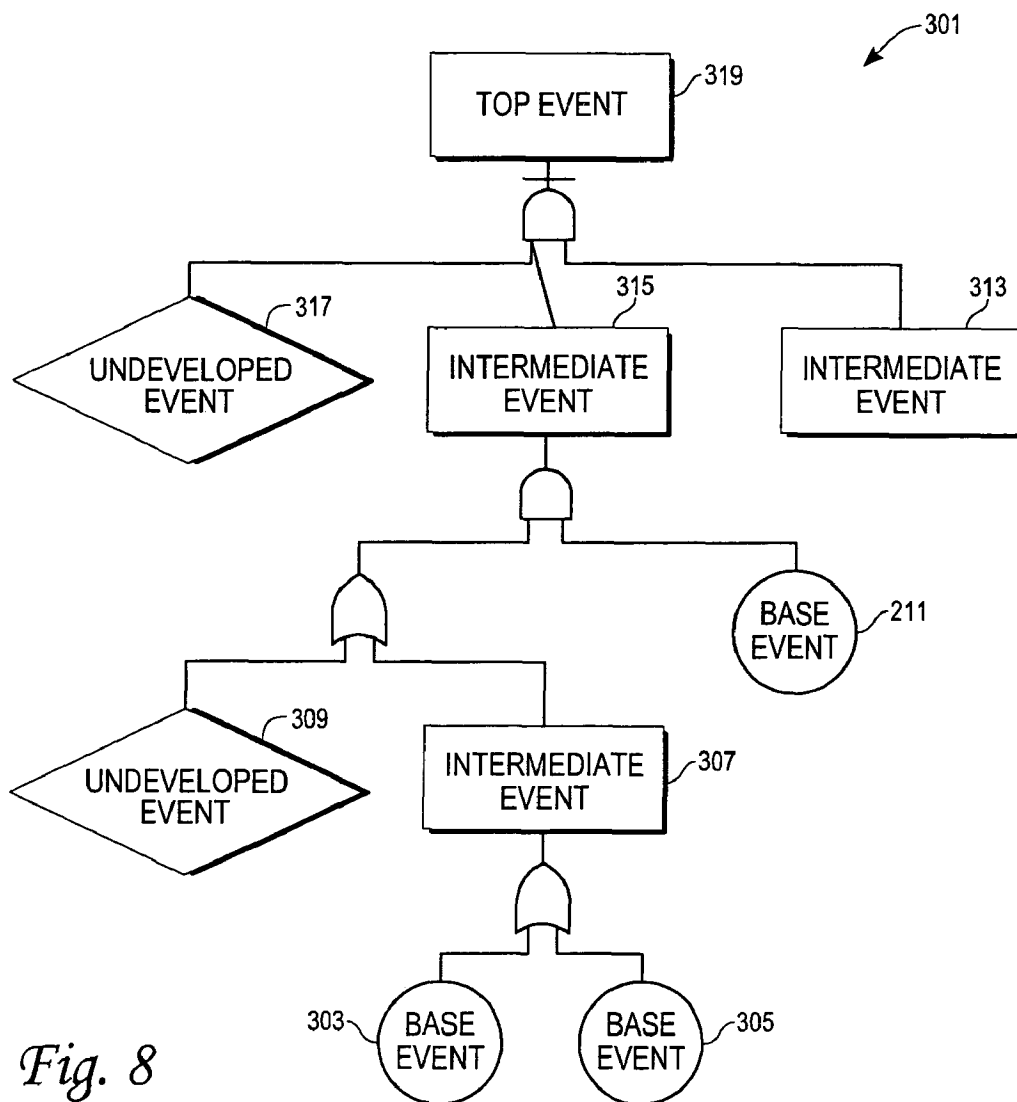 301
319
TOP EVENT
317
315
313
UNDEVELOPED
EVENT
INTERMEDIATE
EVENT
INTERMEDIATE
EVENT
BASE
EVENT
211
309
UNDEVELOPED
EVENT
INTERMEDIATE
EVENT
307
303
BASE
EVENT
BASE
EVENT
305
Fig. 8